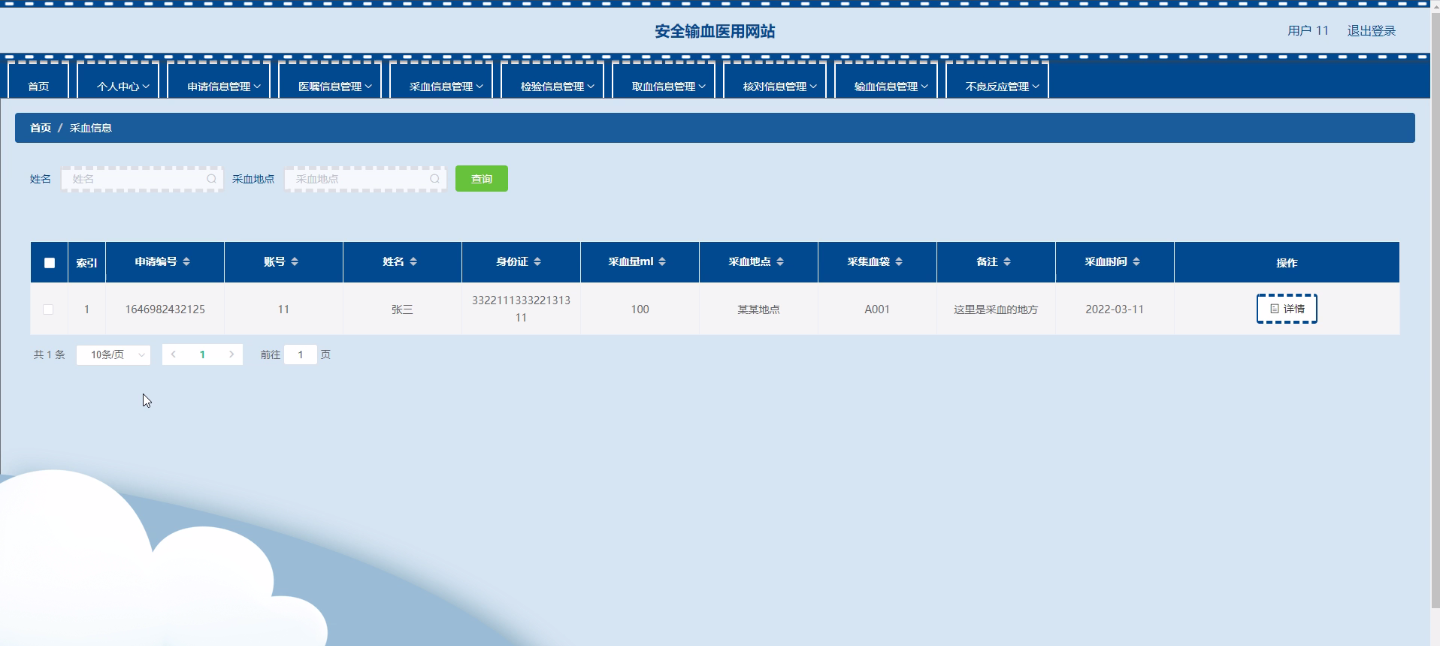 安全输血医用网站
用户 11 退出登录
首页 个人中心 申请信息管理 医嘱信息管理 采血信息管理 检验信息管理 取血信息管理 核对信息管理 输血信息管理 不良反应管理
首页 / 采血信息
姓名 姓名 采血地点 采血地点 查询
索引 申请编号 账号 姓名 身份证 采血量ml 采血地点 采集血袋 备注 采血时间 操作
1 1646982432125 11 张三 3322111333221313 100 某某地点 A001 这里是采血的地方 2022-03-11 详情
11
共 1 条 10条/页 1 前往 1 页